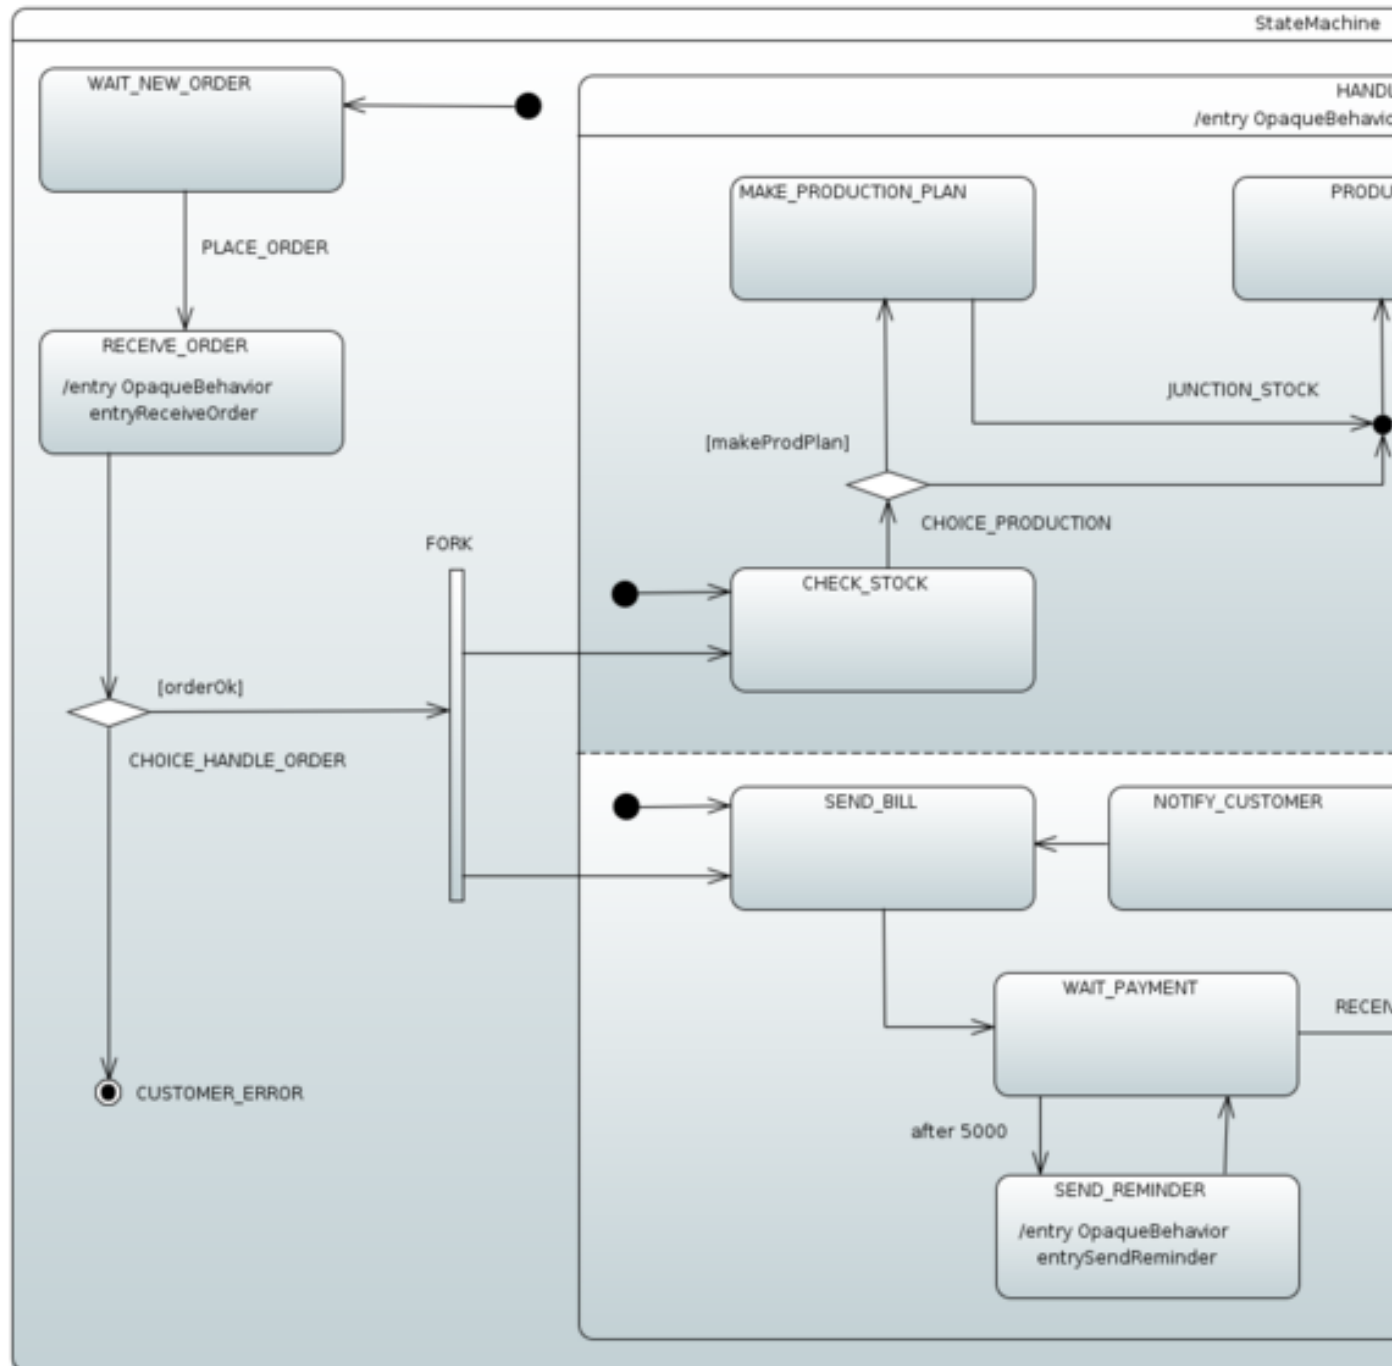 StateMachine
WAIT_NEW_ORDER
PLACE_ORDER
RECEIVE_ORDER
/entry OpaqueBehavior
entryReceiveOrder
FORK
[orderOk]
CHOICE_HANDLE_ORDER
CUSTOMER_ERROR
HANDL
/entry OpaqueBehavio
MAKE_PRODUCTION_PLAN
PRODU
JUNCTION_STOCK
[makeProdPlan]
CHOICE_PRODUCTION
CHECK_STOCK
SEND_BILL
NOTIFY_CUSTOMER
WAIT_PAYMENT
after 5000
SEND_REMINDER
/entry OpaqueBehavior
entrySendReminder